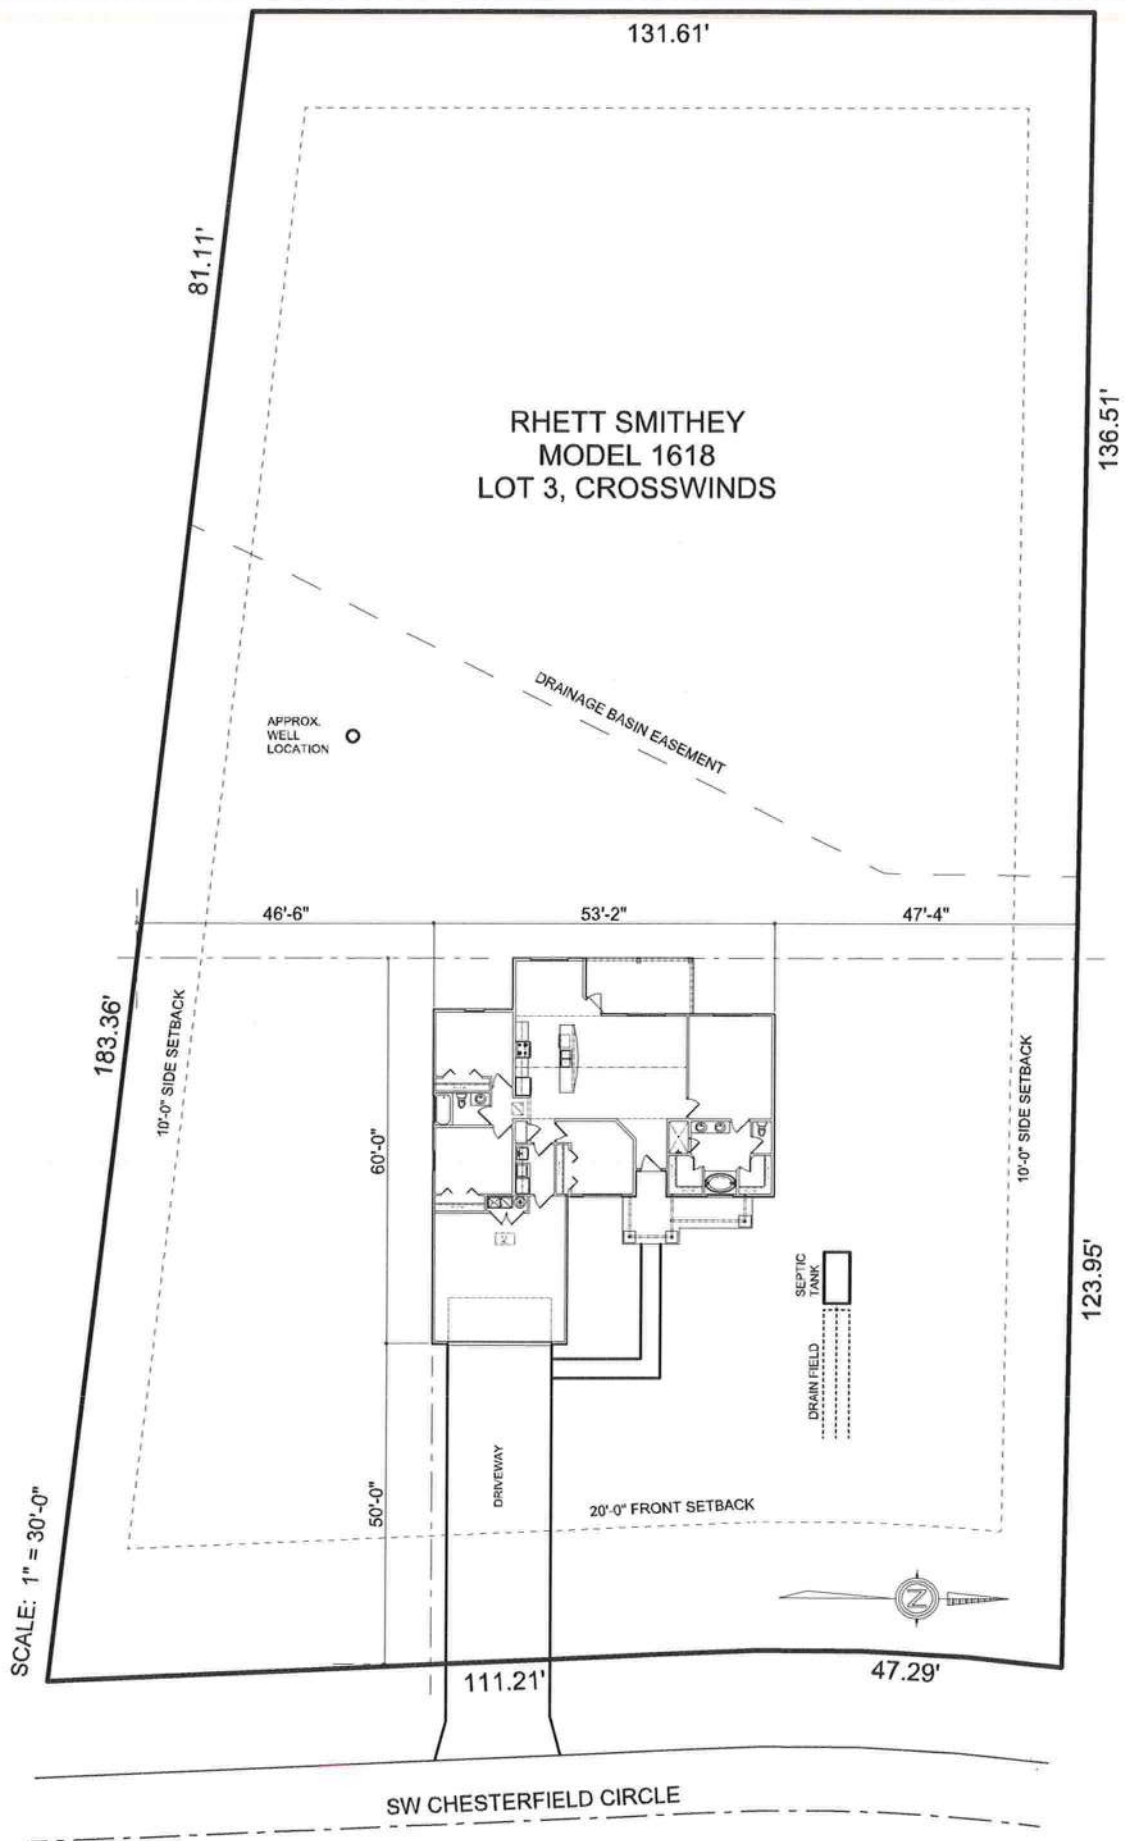 131.61'
81.11'
136.51'
RHETT SMITHEY
MODEL 1618
LOT 3, CROSSWINDS
DRAINAGE BASIN EASEMENT
APPROX.
WELL
LOCATION
46'-6"
53'-2"
47'-4"
183.36'
10'-0" SIDE SETBACK
10'-0" SIDE SETBACK
60'-0"
123.95'
SEPTIC
TANK
DRAIN FIELD
DRIVEWAY
50'-0"
20'-0" FRONT SETBACK
SCALE: 1" = 30'-0"
N
111.21'
47.29'
SW CHESTERFIELD CIRCLE